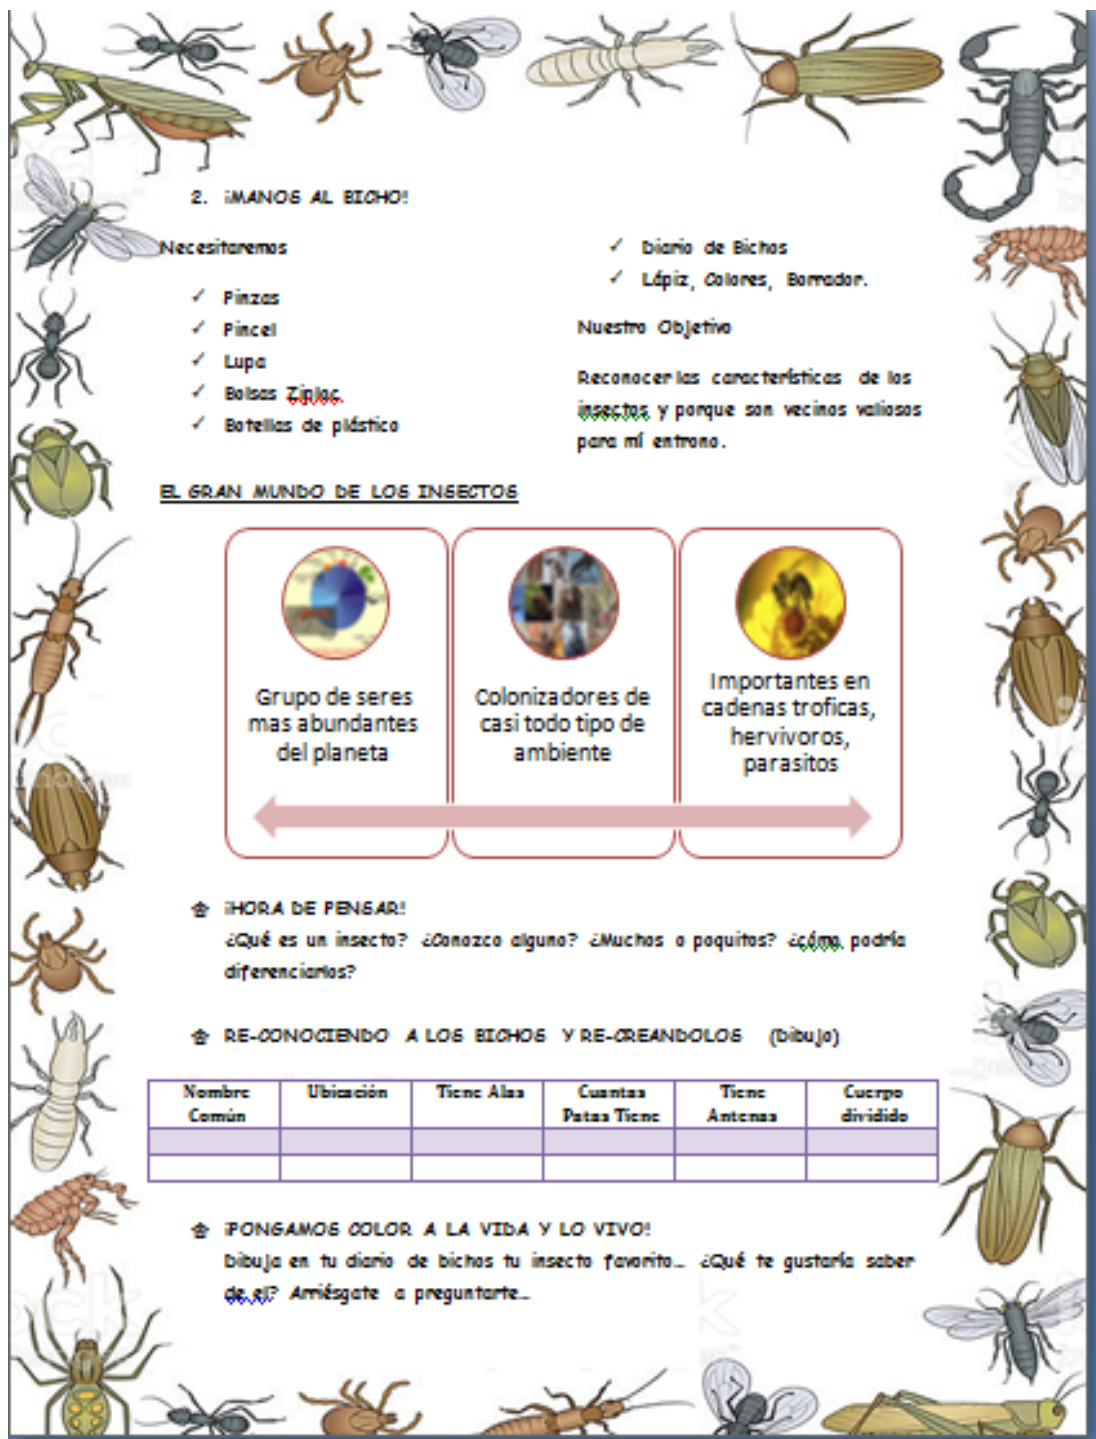 2. ¡MANOS AL BICHO!
Necesitaremos
✓ Pinzas
✓ Pincel
✓ Lupa
✓ Bolsas Ziploc.
✓ Botellas de plástico
✓ Diario de Bichos
✓ Lápiz, Colores, Borrador.
Nuestro Objetivo
Reconocer las características de los
insectos y porque son vecinos valiosos
para mí entrono.
EL GRAN MUNDO DE LOS INSECTOS
Grupo de seres
mas abundantes
del planeta
Colonizadores de
casi todo tipo de
ambiente
Importantes en
cadenas troficas,
hervivoros,
parasitos
¡HORA DE PENSAR!
¿Qué es un insecto? ¿Conozco alguno? ¿Muchos o poquitos? ¿cómo podría
diferenciarlos?
RE-CONOCIENDO A LOS BICHOS Y RE-CREANDOLOS (Dibujo)
Nombre
Común
Ubicación
Tiene Alas
Cuantas
Patas Tiene
Tiene
Antenas
Cuerpo
dividido
¡PONGAMOS COLOR A LA VIDA Y LO VIVO!
Dibuja en tu diario de bichos tu insecto favorito… ¿Qué te gustaría saber
de el? Arriésgate a preguntarte…